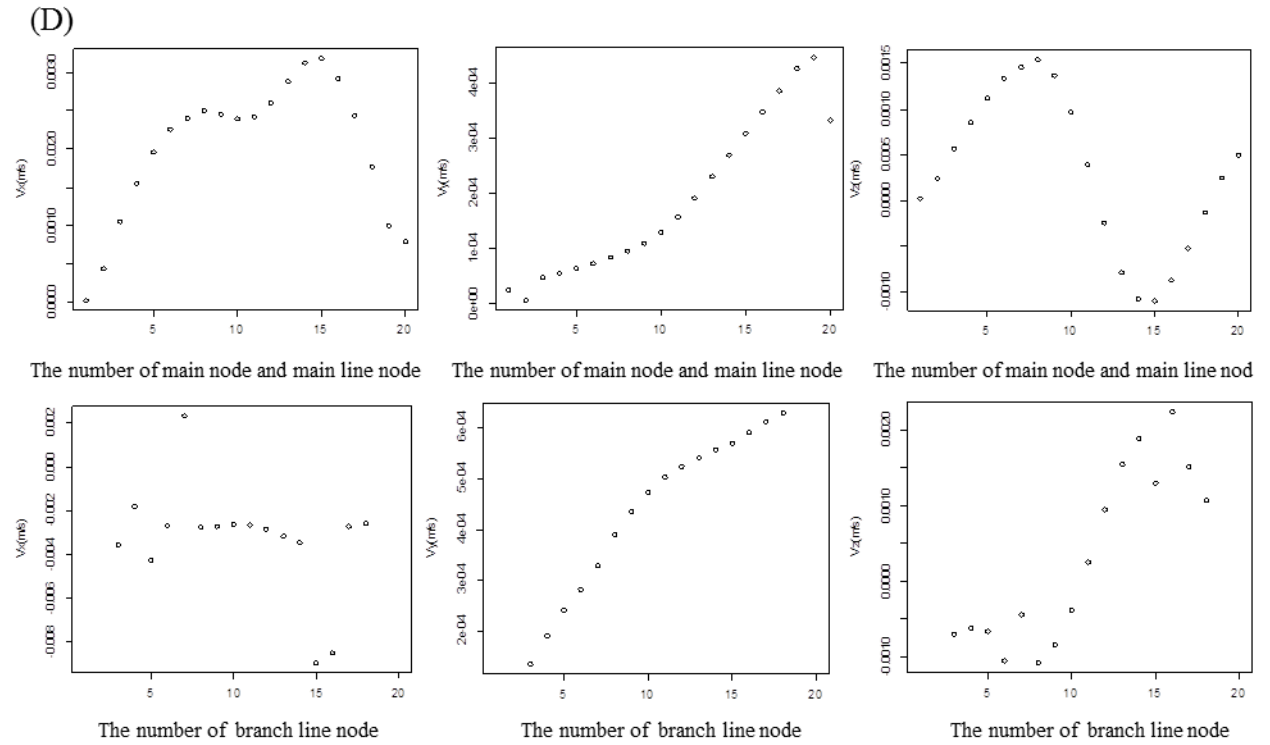 (D)
Vx(m/s)
0.0000
0.0010
0.0020
0.0030
5
10
15
20
The number of main node and main line node
Vy(m/s)
0e+00
1e-04
2e-04
3e-04
4e-04
5
10
15
20
The number of main node and main line node
Vz(m/s)
-0.0010
0.0000
0.0005
0.0010
0.0015
5
10
15
20
The number of main node and main line nod
Vx(m/s)
-0.008
-0.006
-0.004
-0.002
0.000
0.002
5
10
15
20
The number of branch line node
Vy(m/s)
2e-04
3e-04
4e-04
5e-04
6e-04
5
10
15
20
The number of branch line node
Vz(m/s)
-0.0010
0.0000
0.0010
0.0020
5
10
15
20
The number of branch line node